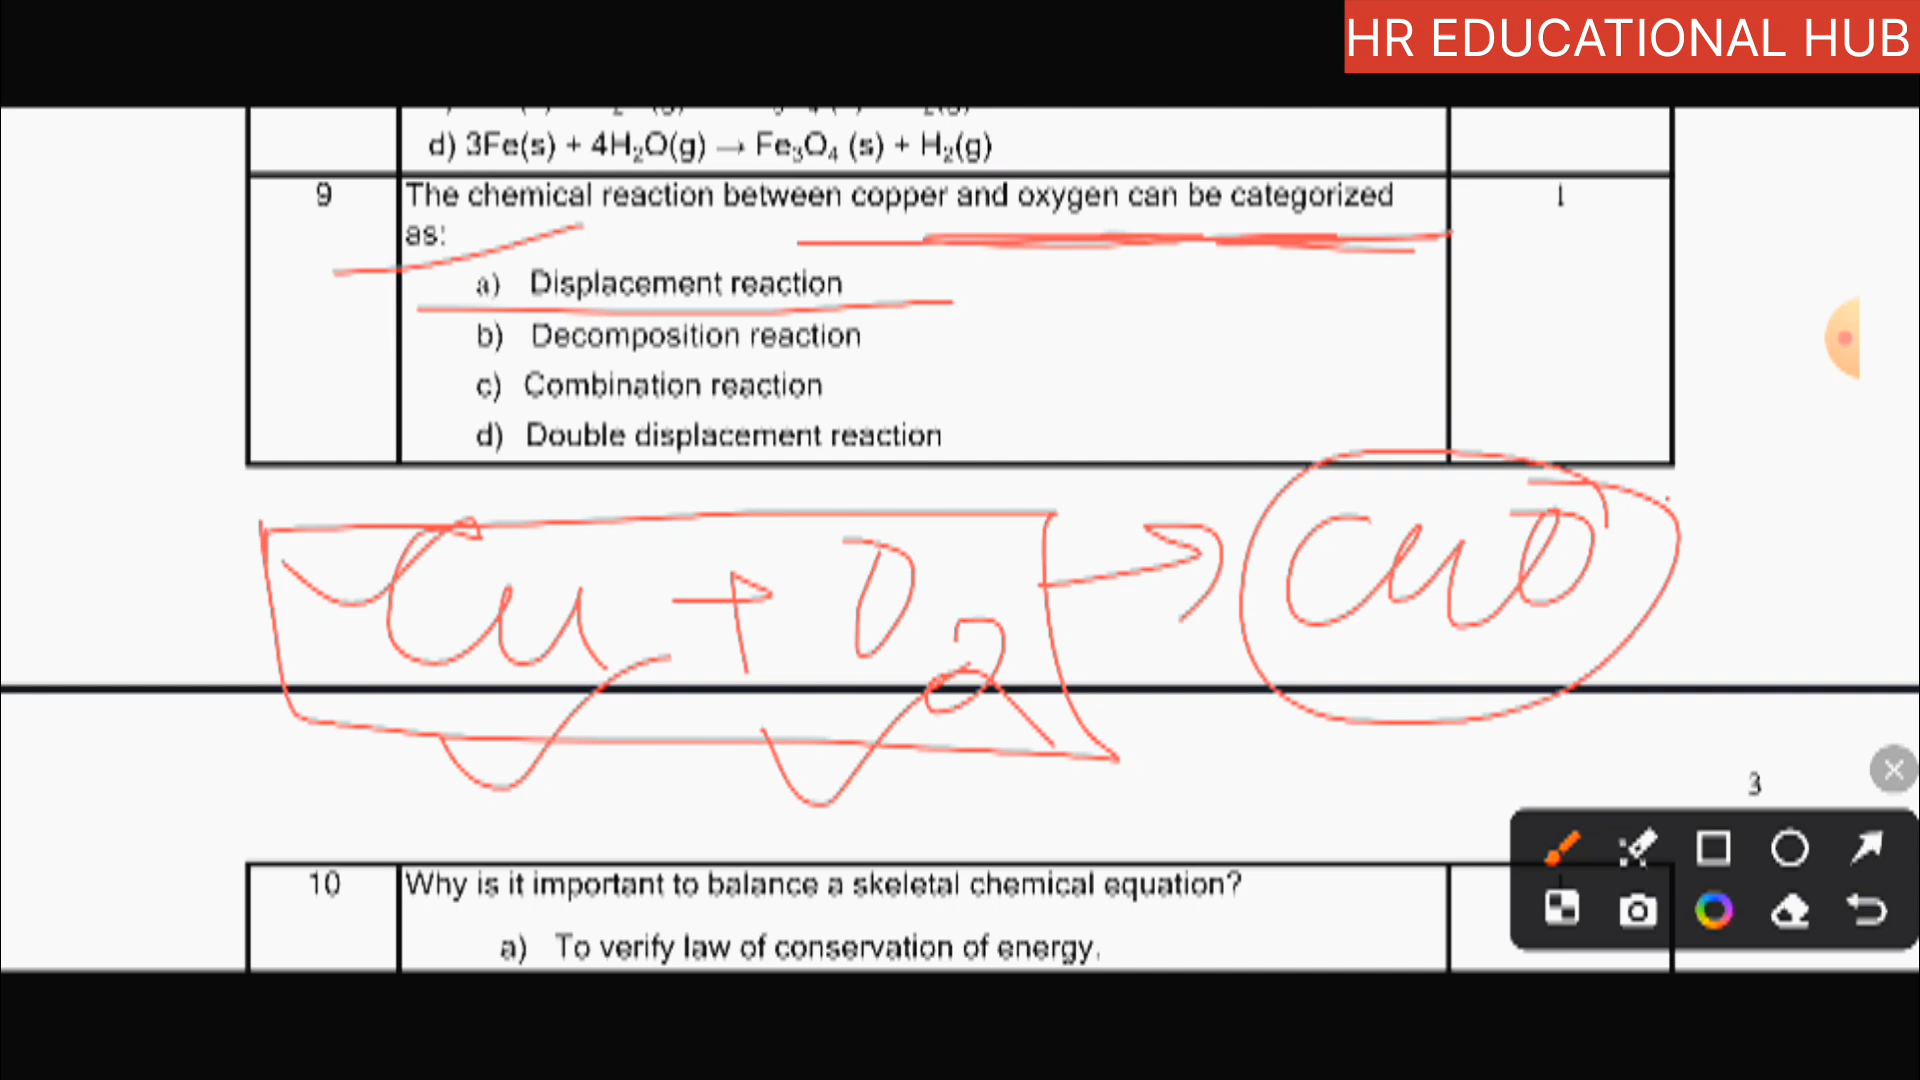 HR EDUCATIONAL HUB
d) 3Fe(s) + 4H₂O(g) → Fe₃O₄ (s) + H₂(g)
9 The chemical reaction between copper and oxygen can be categorized 1
as:
a) Displacement reaction
b) Decomposition reaction
c) Combination reaction
d) Double displacement reaction
Cu + O₂ → CuO
3
10 Why is it important to balance a skeletal chemical equation?
a) To verify law of conservation of energy.